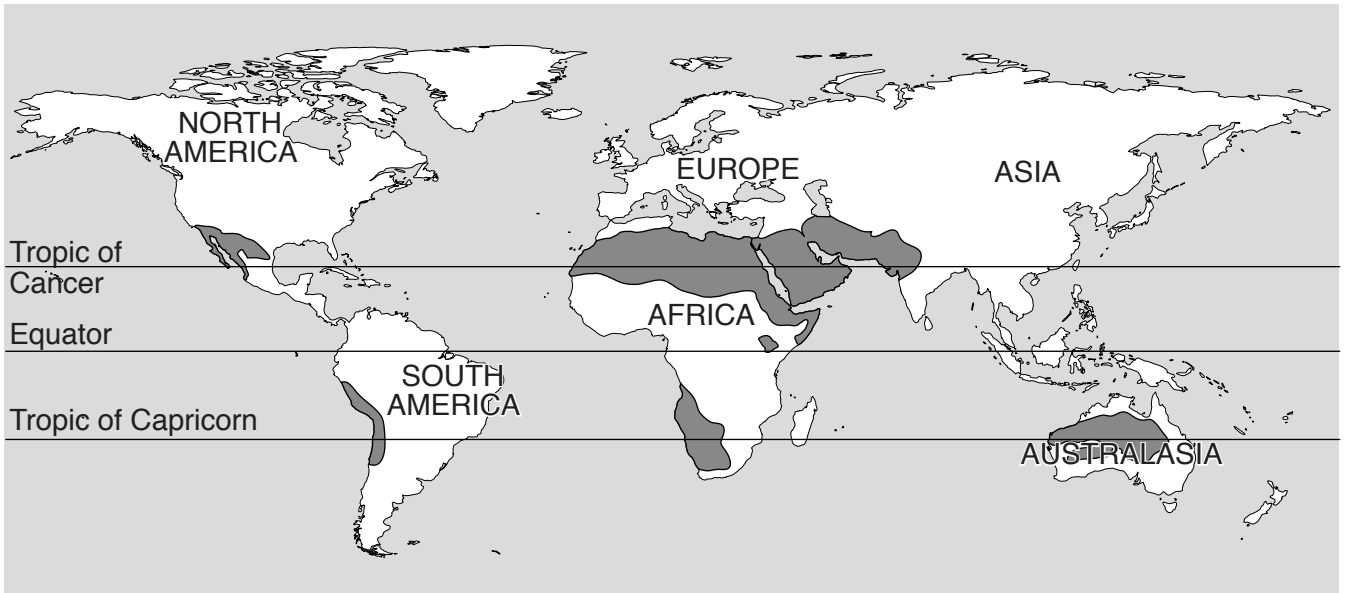 NORTH
AMERICA
EUROPE
ASIA
Tropic of
Cancer
AFRICA
Equator
SOUTH
AMERICA
Tropic of Capricorn
AUSTRALASIA